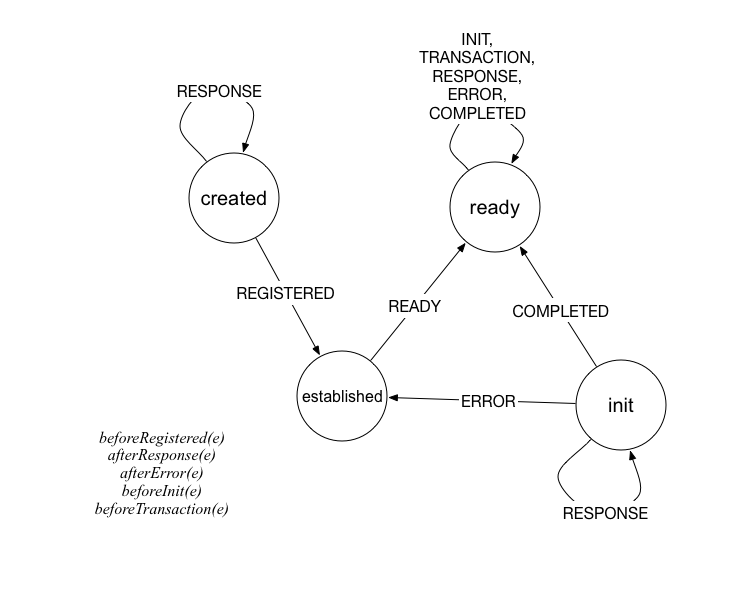 INIT,
TRANSACTION,
RESPONSE,
ERROR,
COMPLETED
RESPONSE
created
ready
REGISTERED
READY
COMPLETED
established
ERROR
init
beforeRegistered(e)
afterResponse(e)
afterError(e)
beforeInit(e)
beforeTransaction(e)
RESPONSE